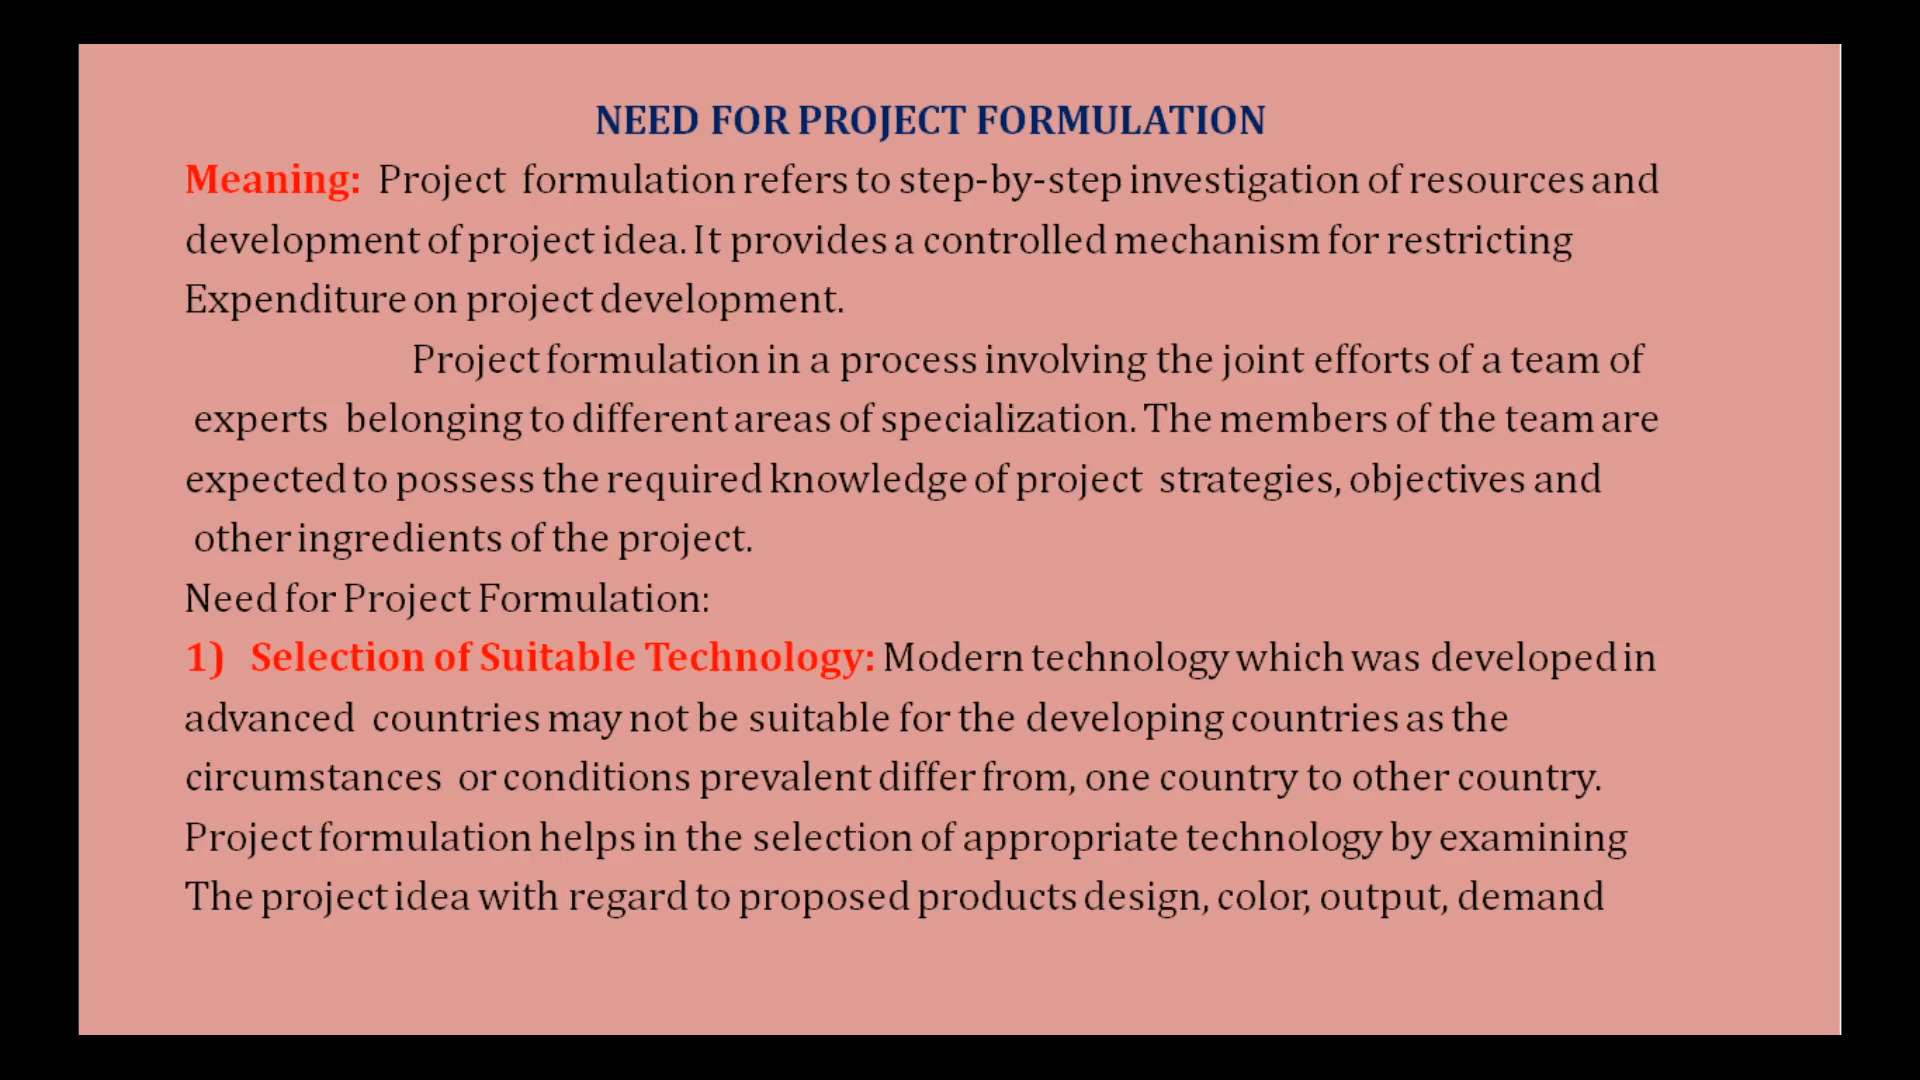 NEED FOR PROJECT FORMULATION
Meaning: Project formulation refers to step-by-step investigation of resources and
development of project idea. It provides a controlled mechanism for restricting
Expenditure on project development.
Project formulation in a process involving the joint efforts of a team of
experts belonging to different areas of specialization. The members of the team are
expected to possess the required knowledge of project strategies, objectives and
other ingredients of the project.
Need for Project Formulation:
1) Selection of Suitable Technology: Modern technology which was developed in
advanced countries may not be suitable for the developing countries as the
circumstances or conditions prevalent differ from, one country to other country.
Project formulation helps in the selection of appropriate technology by examining
The project idea with regard to proposed products design, color, output, demand